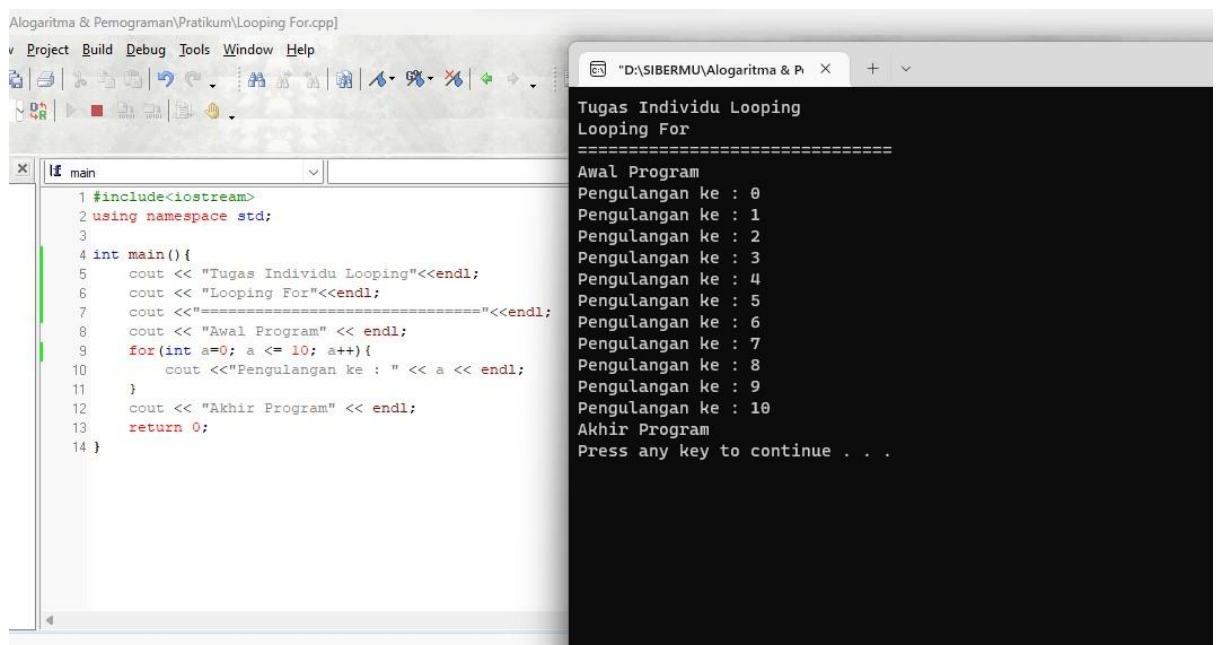 Alogaritma & Pemograman\Pratikum\Looping For.cpp]
Project Build Debug Tools Window Help
main
1 #include<iostream>
2 using namespace std;
3
4 int main(){
5 cout << "Tugas Individu Looping"<<endl;
6 cout << "Looping For"<<endl;
7 cout <<"==============================="<<endl;
8 cout << "Awal Program" << endl;
9 for(int a=0; a <= 10; a++){
10 cout <<"Pengulangan ke : " << a << endl;
11 }
12 cout << "Akhir Program" << endl;
13 return 0;
14 }
"D:\SIBERMU\Alogaritma & P
Tugas Individu Looping
Looping For
===============================
Awal Program
Pengulangan ke : 0
Pengulangan ke : 1
Pengulangan ke : 2
Pengulangan ke : 3
Pengulangan ke : 4
Pengulangan ke : 5
Pengulangan ke : 6
Pengulangan ke : 7
Pengulangan ke : 8
Pengulangan ke : 9
Pengulangan ke : 10
Akhir Program
Press any key to continue . . .